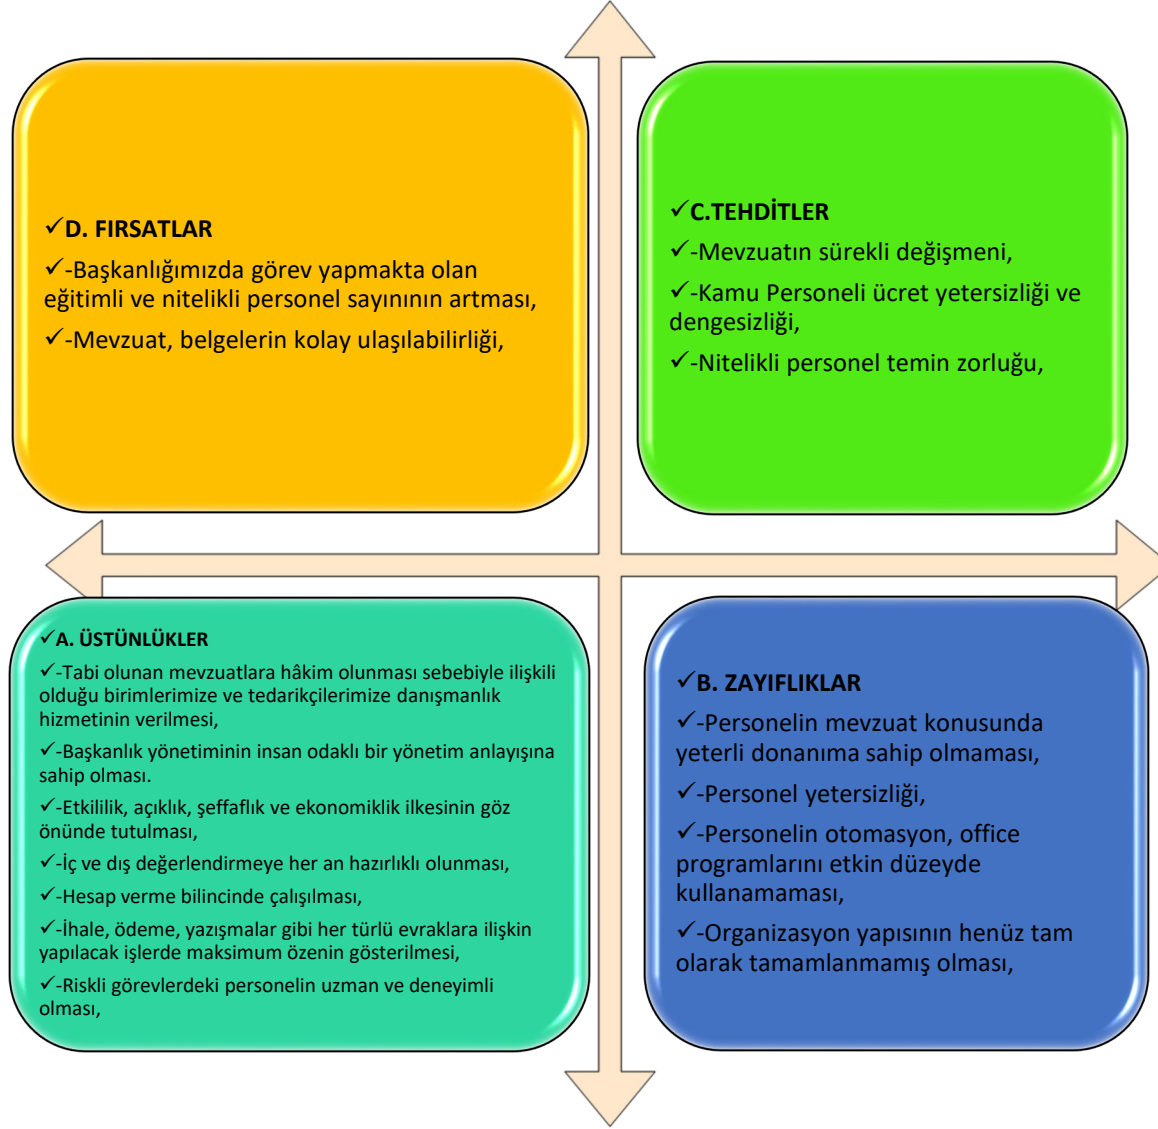 ✓D. FIRSATLAR
✓-Başkanlığımızda görev yapmakta olan
eğitimli ve nitelikli personel sayınının artması,
✓-Mevzuat, belgelerin kolay ulaşılabilirliği,
✓C.TEHDİTLER
✓-Mevzuatın sürekli değişmeni,
✓-Kamu Personeli ücret yetersizliği ve
dengesizliği,
✓-Nitelikli personel temin zorluğu,
✓A. ÜSTÜNLÜKLER
✓-Tabi olunan mevzuatlara hâkim olunması sebebiyle ilişkili
olduğu birimlerimize ve tedarikçilerimize danışmanlık
hizmetinin verilmesi,
✓-Başkanlık yönetiminin insan odaklı bir yönetim anlayışına
sahip olması.
✓-Etkililik, açıklık, şeffaflık ve ekonomiklik ilkesinin göz
önünde tutulması,
✓-İç ve dış değerlendirmeye her an hazırlıklı olunması,
✓-Hesap verme bilincinde çalışılması,
✓-İhale, ödeme, yazışmalar gibi her türlü evraklara ilişkin
yapılacak işlerde maksimum özenin gösterilmesi,
✓-Riskli görevlerdeki personelin uzman ve deneyimli
olması,
✓B. ZAYIFLIKLAR
✓-Personelin mevzuat konusunda
yeterli donanıma sahip olmaması,
✓-Personel yetersizliği,
✓-Personelin otomasyon, office
programlarını etkin düzeyde
kullanamaması,
✓-Organizasyon yapısının henüz tam
olarak tamamlanmamış olması,